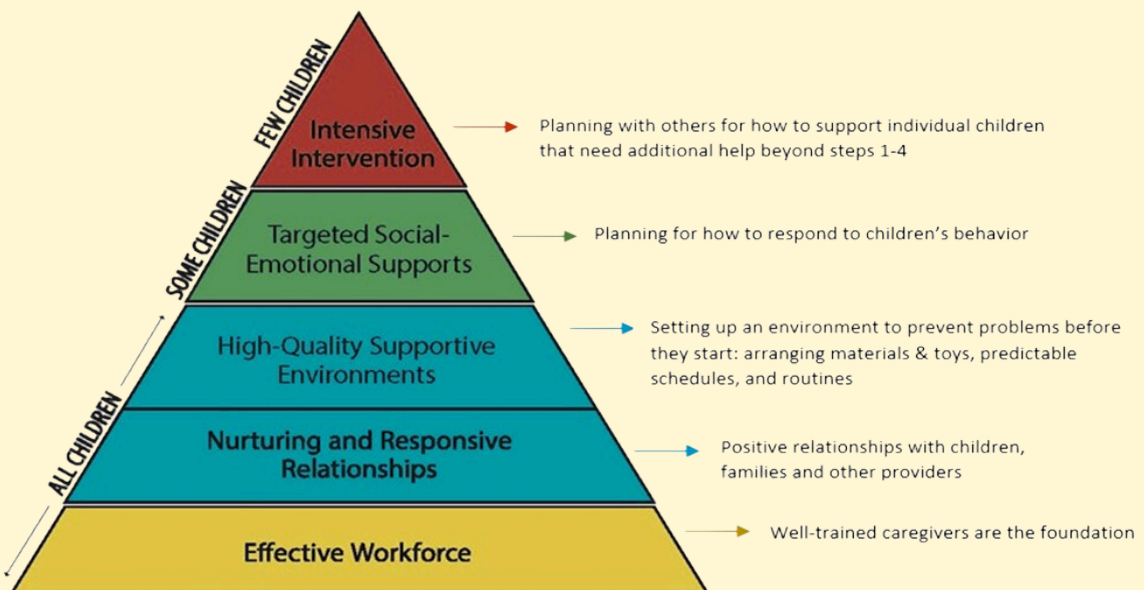 FEW CHILDREN
Intensive
Intervention
Planning with others for how to support individual children
that need additional help beyond steps 1-4
SOME CHILDREN
Targeted Social-
Emotional Supports
Planning for how to respond to children’s behavior
ALL CHILDREN
High-Quality Supportive
Environments
Setting up an environment to prevent problems before
they start: arranging materials & toys, predictable
schedules, and routines
Nurturing and Responsive
Relationships
Positive relationships with children,
families and other providers
Effective Workforce
Well-trained caregivers are the foundation